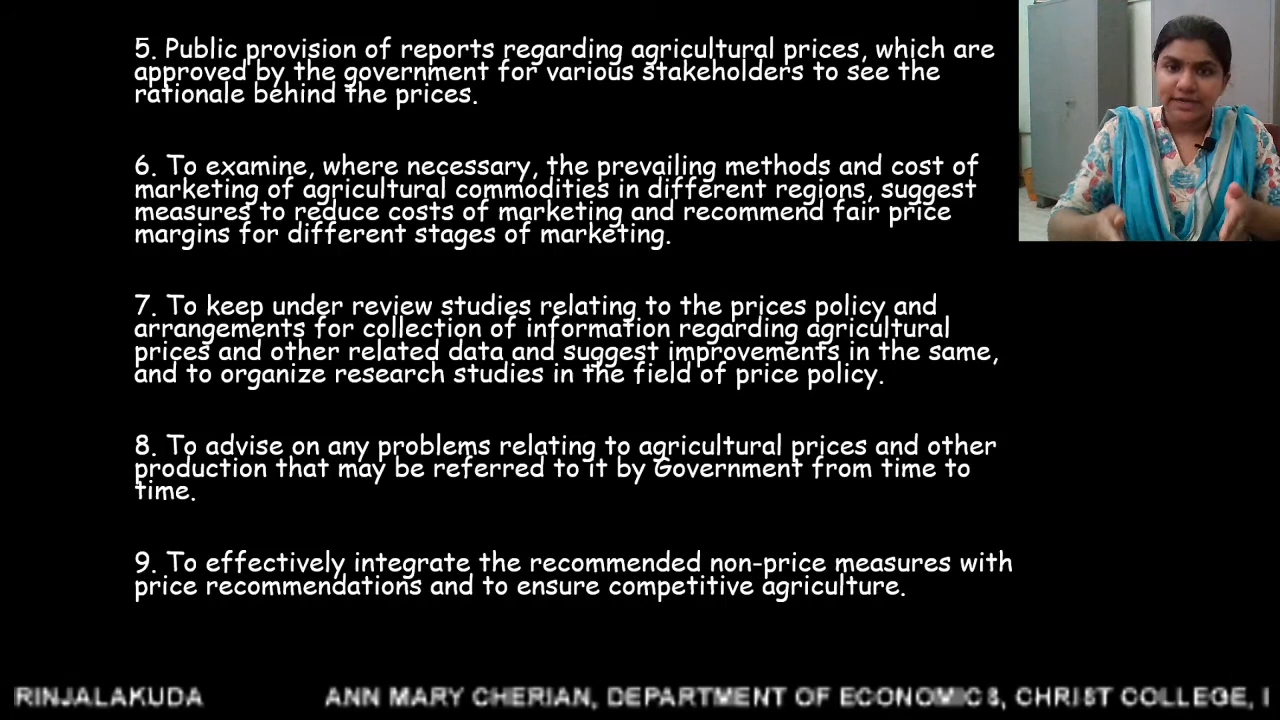 5. Public provision of reports regarding agricultural prices, which are
approved by the government for various stakeholders to see the
rationale behind the prices.
6. To examine, where necessary, the prevailing methods and cost of
marketing of agricultural commodities in different regions, suggest
measures to reduce costs of marketing and recommend fair price
margins for different stages of marketing.
7. To keep under review studies relating to the prices policy and
arrangements for collection of information regarding agricultural
prices and other related data and suggest improvements in the same,
and to organize research studies in the field of price policy.
8. To advise on any problems relating to agricultural prices and other
production that may be referred to it by Government from time to
time.
9. To effectively integrate the recommended non-price measures with
price recommendations and to ensure competitive agriculture.
RINJALAKUDA ANN MARY CHERIAN, DEPARTMENT OF ECONOMICS, CHRIST COLLEGE, I